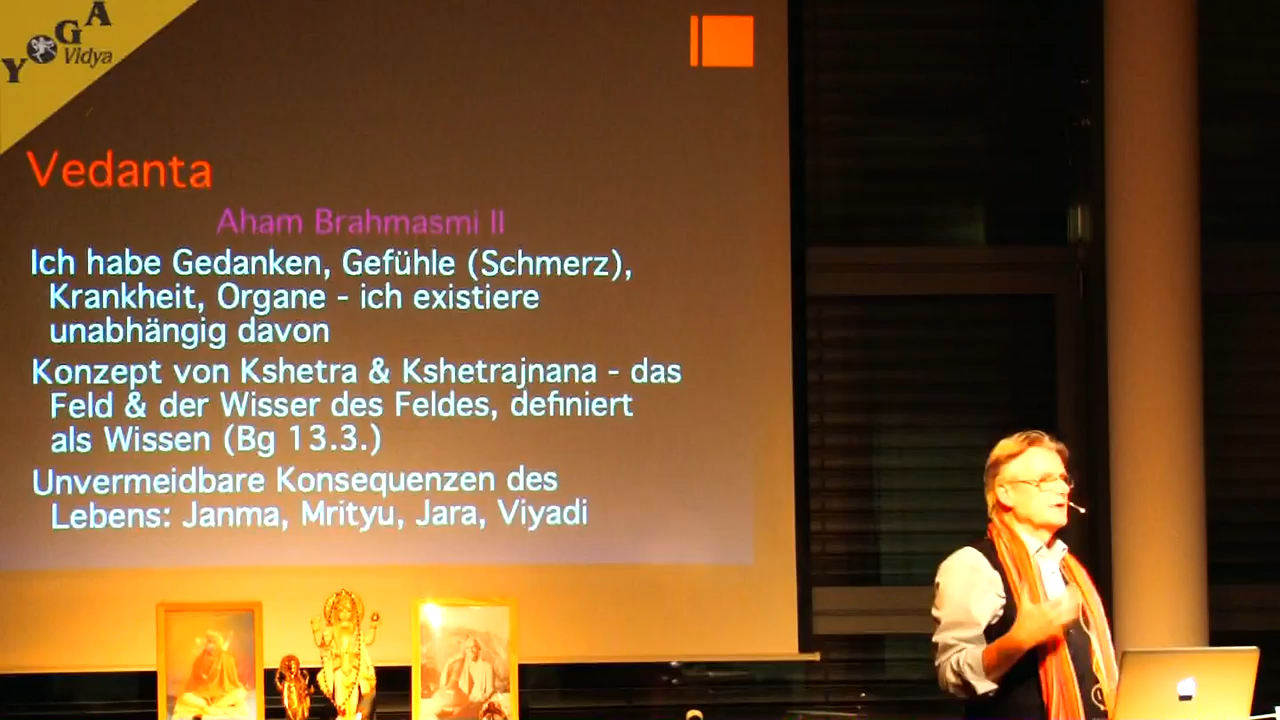 YOGA
Vidya
Vedanta
Aham Brahmasmi II
Ich habe Gedanken, Gefühle (Schmerz),
Krankheit, Organe - ich existiere
unabhängig davon
Konzept von Kshetra & Kshetrajnana - das
Feld & der Wisser des Feldes, definiert
als Wissen (Bg 13.3.)
Unvermeidbare Konsequenzen des
Lebens: Janma, Mrityu, Jara, Viyadi